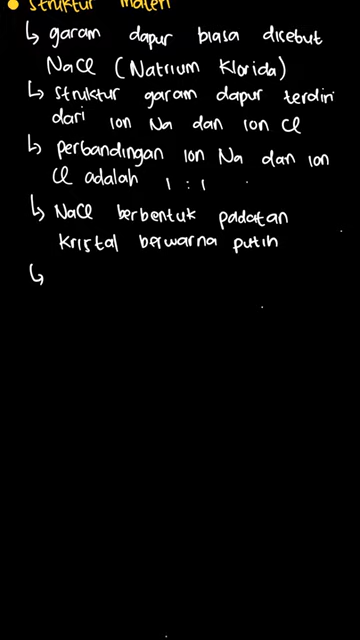 Struktur materi
↳ garam dapur biasa disebut
NaCl (Natrium Klorida)
↳ Struktur garam dapur terdiri
dari ion Na dan ion Cl
↳ perbandingan ion Na dan ion
Cl adalah 1 : 1
↳ NaCl berbentuk padatan
kristal berwarna putih
↳